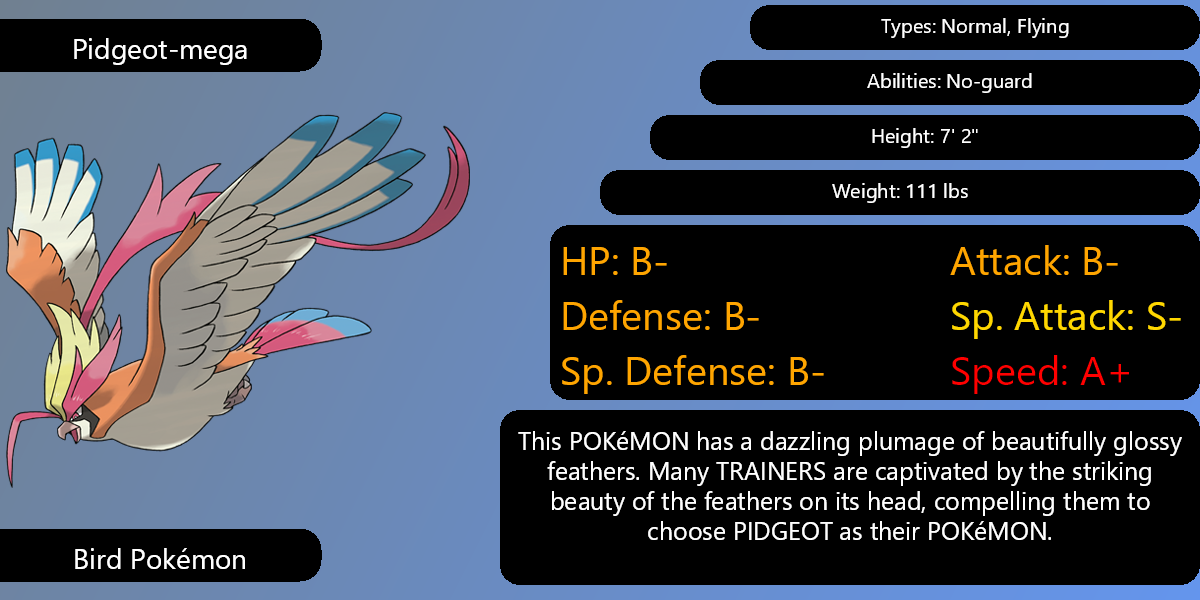 Pidgeot-mega
Types: Normal, Flying
Abilities: No-guard
Height: 7' 2"
Weight: 111 lbs
HP: B-
Attack: B-
Defense: B-
Sp. Attack: S-
Sp. Defense: B-
Speed: A+
This POKéMON has a dazzling plumage of beautifully glossy
feathers. Many TRAINERS are captivated by the striking
beauty of the feathers on its head, compelling them to
choose PIDGEOT as their POKéMON.
Bird Pokémon